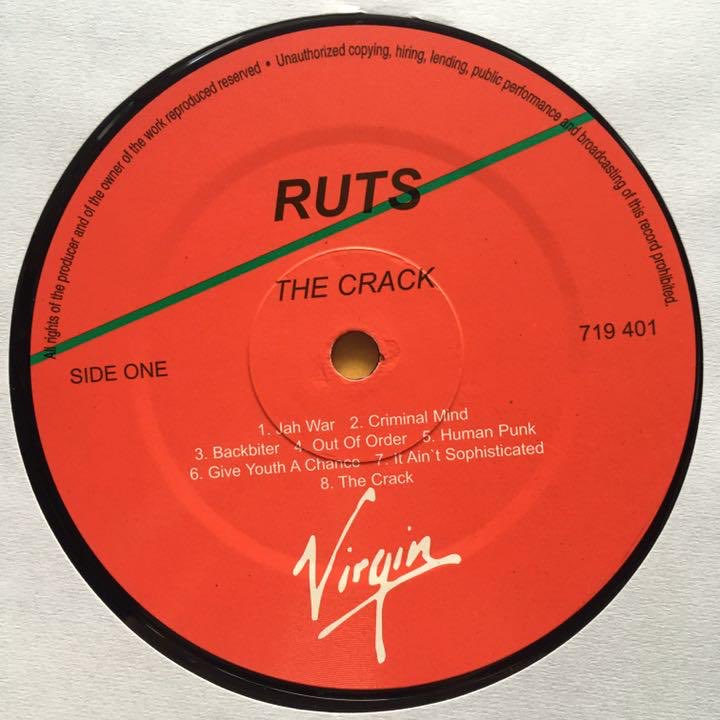 All rights of the producer and of the owner of the work reproduced reserved • Unauthorized copying, hiring, lending, public performance and broadcasting of this record prohibited.
RUTS
THE CRACK
SIDE ONE
719 401
1. Jah War 2. Criminal Mind
3. Backbiter 4. Out Of Order 5. Human Punk
6. Give Youth A Chance 7. It Ain`t Sophisticated
8. The Crack
Virgin